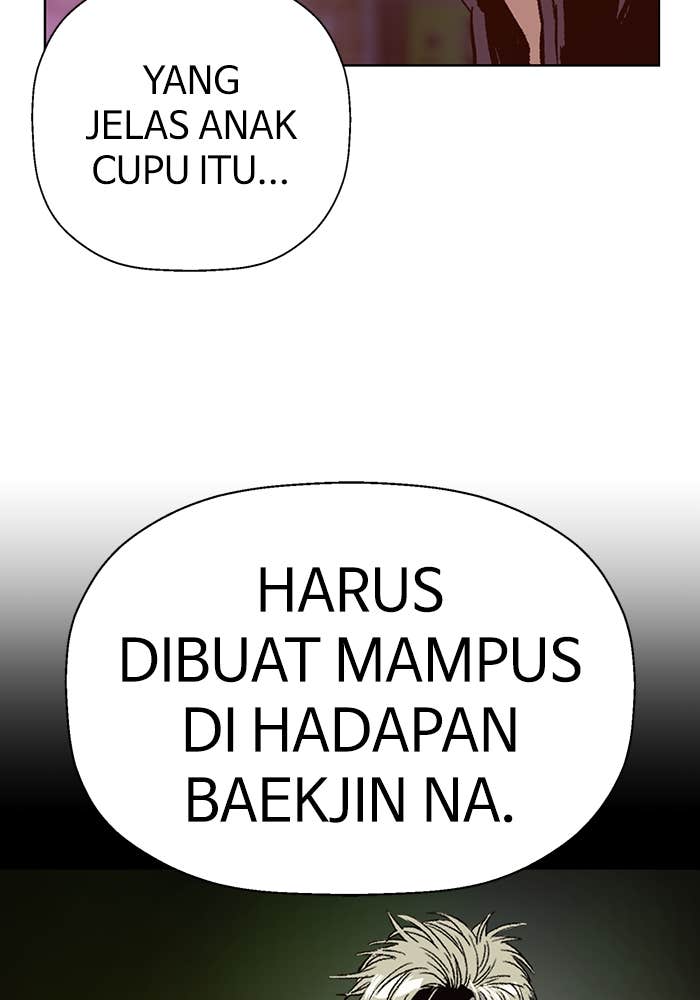 YANG
JELAS ANAK
CUPU ITU...
HARUS
DIBUAT MAMPUS
DI HADAPAN
BAEKJIN NA.